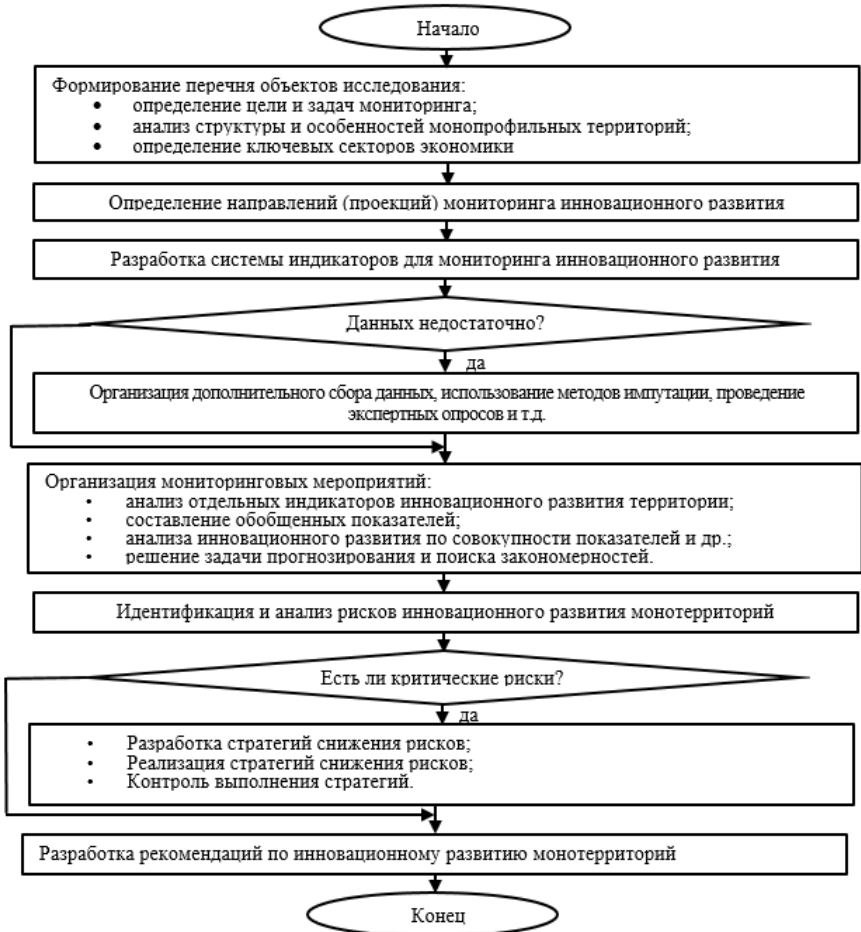 Начало
Формирование перечня объектов исследования:
• определение цели и задач мониторинга;
• анализ структуры и особенностей монопрофильных территорий;
• определение ключевых секторов экономики
Определение направлений (проекций) мониторинга инновационного развития
Разработка системы индикаторов для мониторинга инновационного развития
Данных недостаточно?
да
Организация дополнительного сбора данных, использование методов импутации, проведение
экспертных опросов и т.д.
Организация мониторинговых мероприятий:
• анализ отдельных индикаторов инновационного развития территории;
• составление обобщенных показателей;
• анализа инновационного развития по совокупности показателей и др.;
• решение задачи прогнозирования и поиска закономерностей.
Идентификация и анализ рисков инновационного развития монотерриторий
Есть ли критические риски?
да
• Разработка стратегий снижения рисков;
• Реализация стратегий снижения рисков;
• Контроль выполнения стратегий.
Разработка рекомендаций по инновационному развитию монотерриторий
Конец